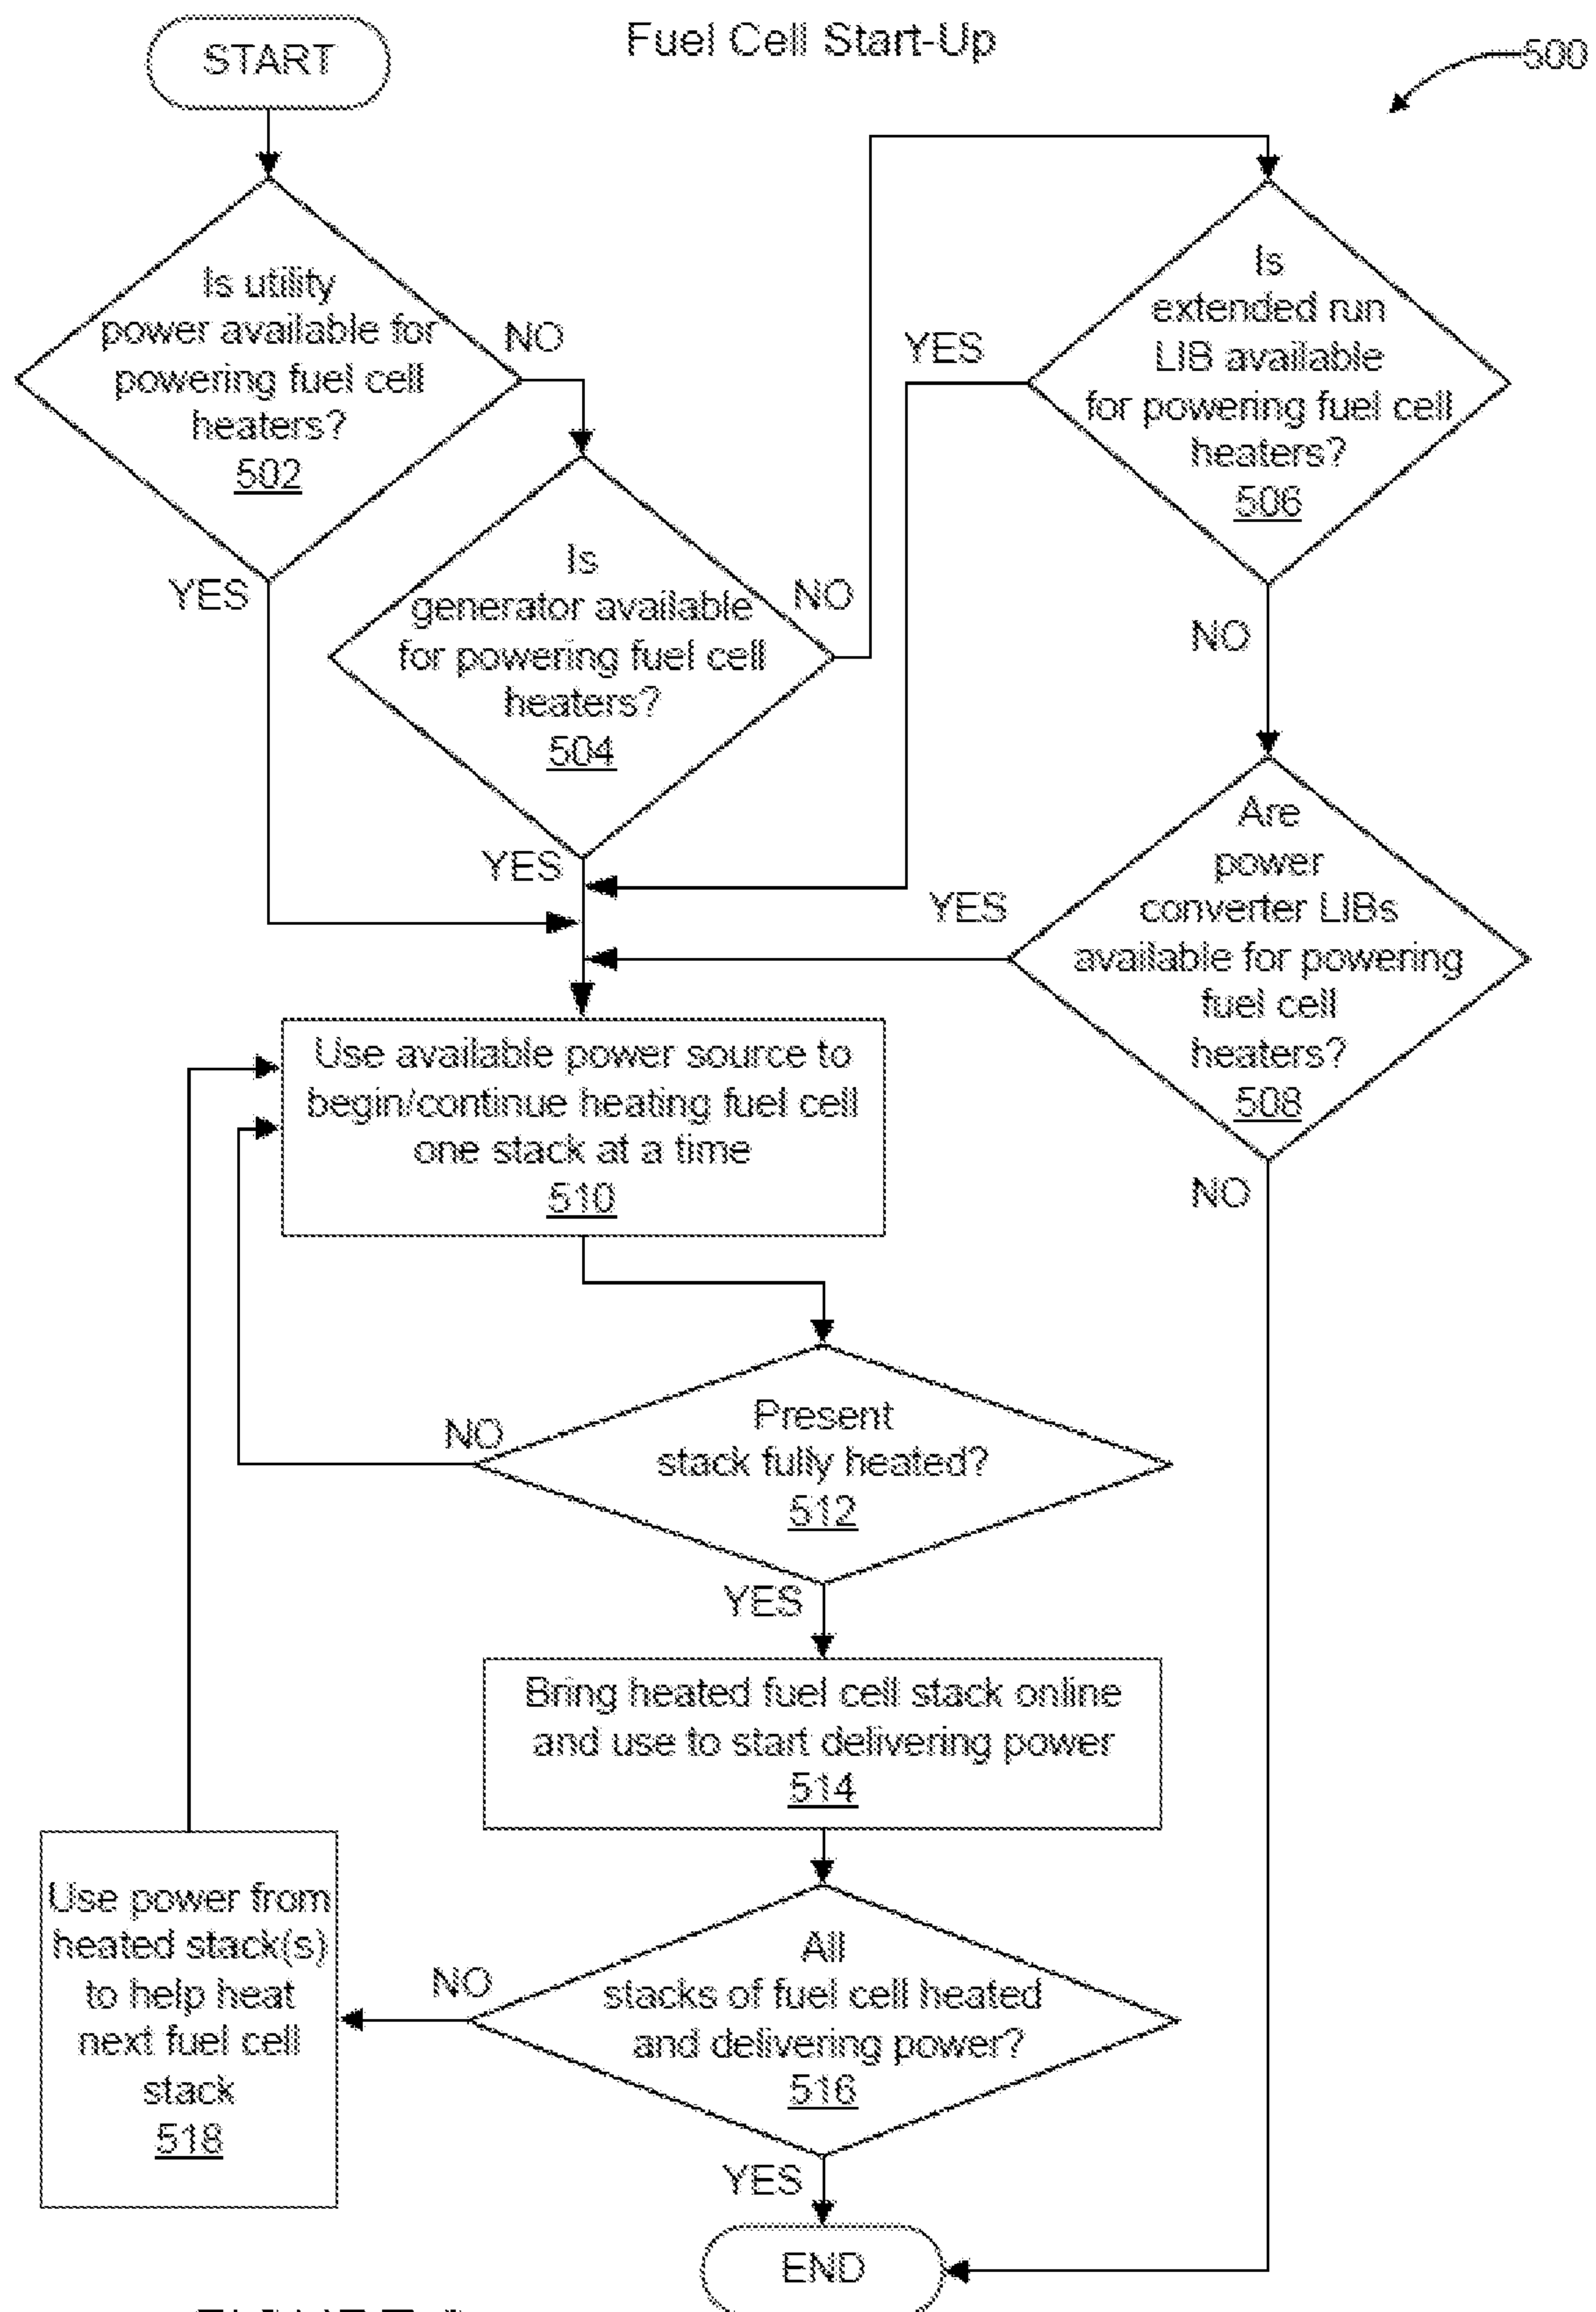 Fuel Cell Start-Up
500
START
Is utility
power available for
powering fuel cell
heaters?
502
NO
YES
Is
generator available
for powering fuel cell
heaters?
504
NO
YES
Is
extended run
LIB available
for powering fuel cell
heaters?
506
YES
NO
Are
power
converter LIBs
available for powering
fuel cell
heaters?
508
YES
NO
Use available power source to
begin/continue heating fuel cell
one stack at a time
510
Present
stack fully heated?
512
NO
YES
Bring heated fuel cell stack online
and use to start delivering power
514
All
stacks of fuel cell heated
and delivering power?
516
NO
YES
Use power from
heated stack(s)
to help heat
next fuel cell
stack
518
END